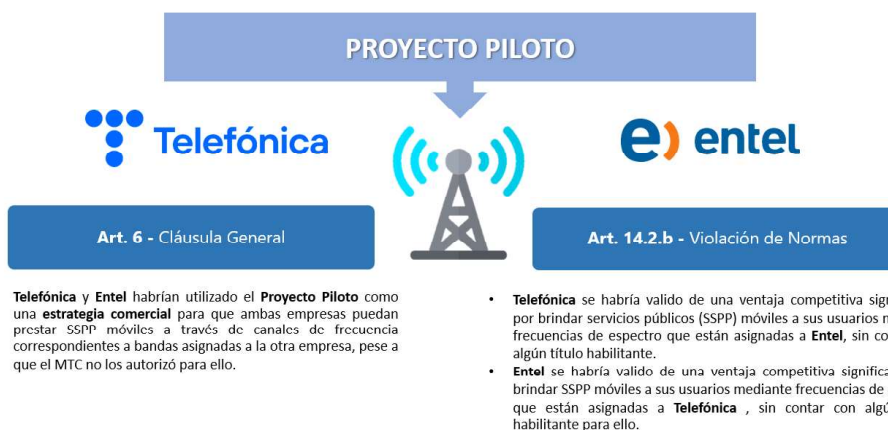 PROYECTO PILOTO
Telefónica
e) entel
Art. 6 - Cláusula General
Art. 14.2.b - Violación de Normas
Telefónica y Entel habrían utilizado el Proyecto Piloto como
una estrategia comercial para que ambas empresas puedan
prestar SSPP móviles a través de canales de frecuencia
correspondientes a bandas asignadas a la otra empresa, pese a
que el MTC no los autorizó para ello.
• Telefónica se habría valido de una ventaja competitiva
por brindar servicios públicos (SSPP) móviles a sus usuarios
frecuencias de espectro que están asignadas a Entel, sin
algún título habilitante.
• Entel se habría valido de una ventaja competitiva
brindar SSPP móviles a sus usuarios mediante frecuencias de
que están asignadas a Telefónica , sin contar con
habilitante para ello.